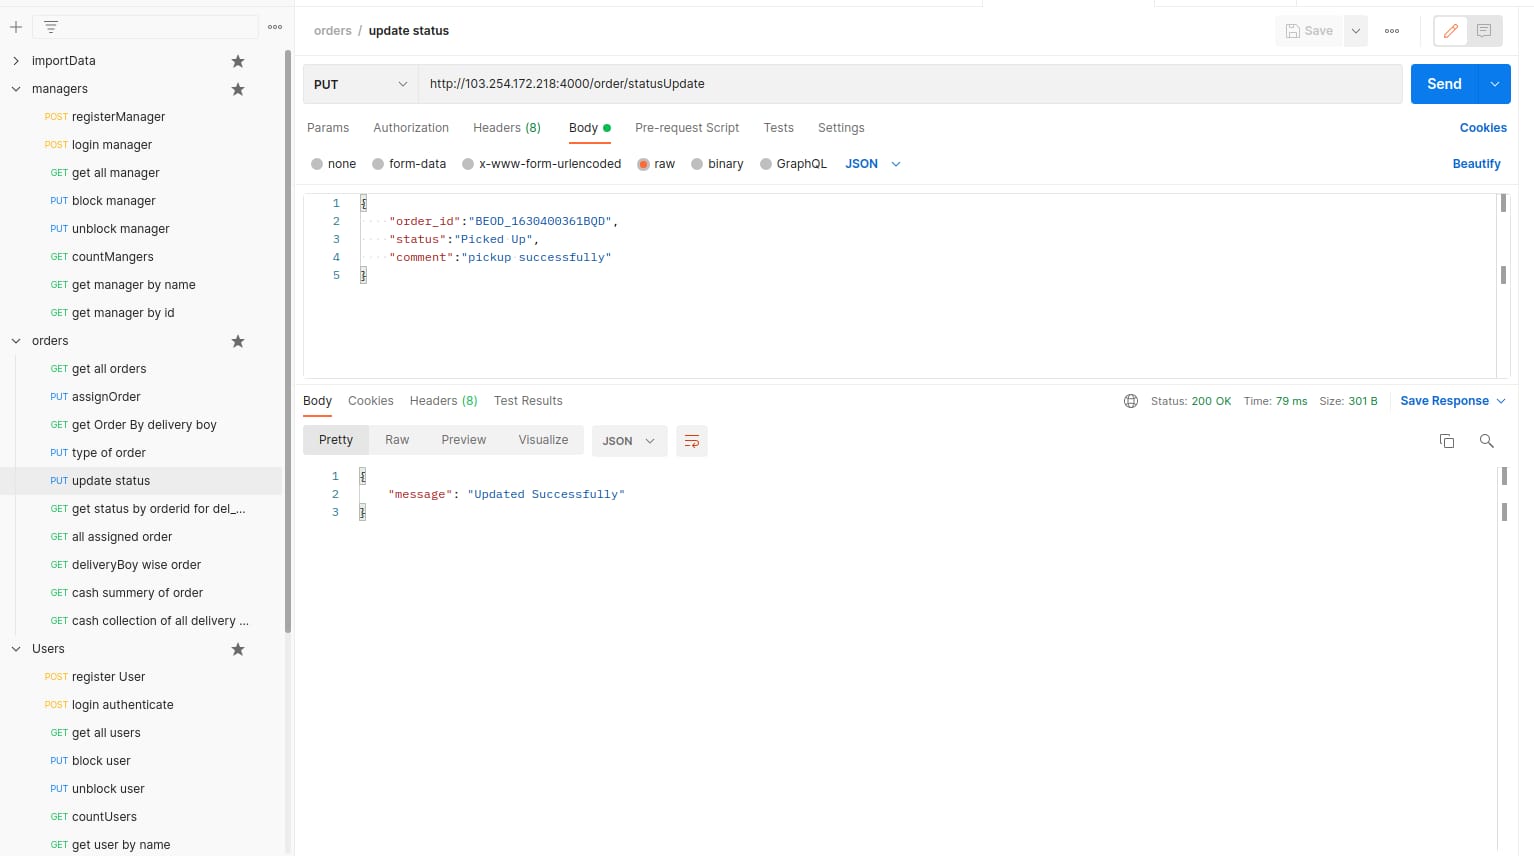 importData
managers
POST registerManager
POST login manager
GET get all manager
PUT block manager
PUT unblock manager
GET countMangers
GET get manager by name
GET get manager by id
orders
GET get all orders
PUT assignOrder
GET get Order By delivery boy
PUT type of order
PUT update status
GET get status by orderid for del_...
GET all assigned order
GET deliveryBoy wise order
GET cash summery of order
GET cash collection of all delivery ...
Users
POST register User
POST login authenticate
GET get all users
PUT block user
PUT unblock user
GET countUsers
GET get user by name
orders / update status
Save
PUT http://103.254.172.218:4000/order/statusUpdate Send
Params Authorization Headers (8) Body Pre-request Script Tests Settings Cookies
none form-data x-www-form-urlencoded raw binary GraphQL JSON Beautify
1 {
2 ····"order_id":"BEOD_1630400361BQD",
3 ····"status":"Picked·Up",
4 ····"comment":"pickup·successfully"
5 }
Body Cookies Headers (8) Test Results Status: 200 OK Time: 79 ms Size: 301 B Save Response
Pretty Raw Preview Visualize JSON
1 {
2 "message": "Updated Successfully"
3 }